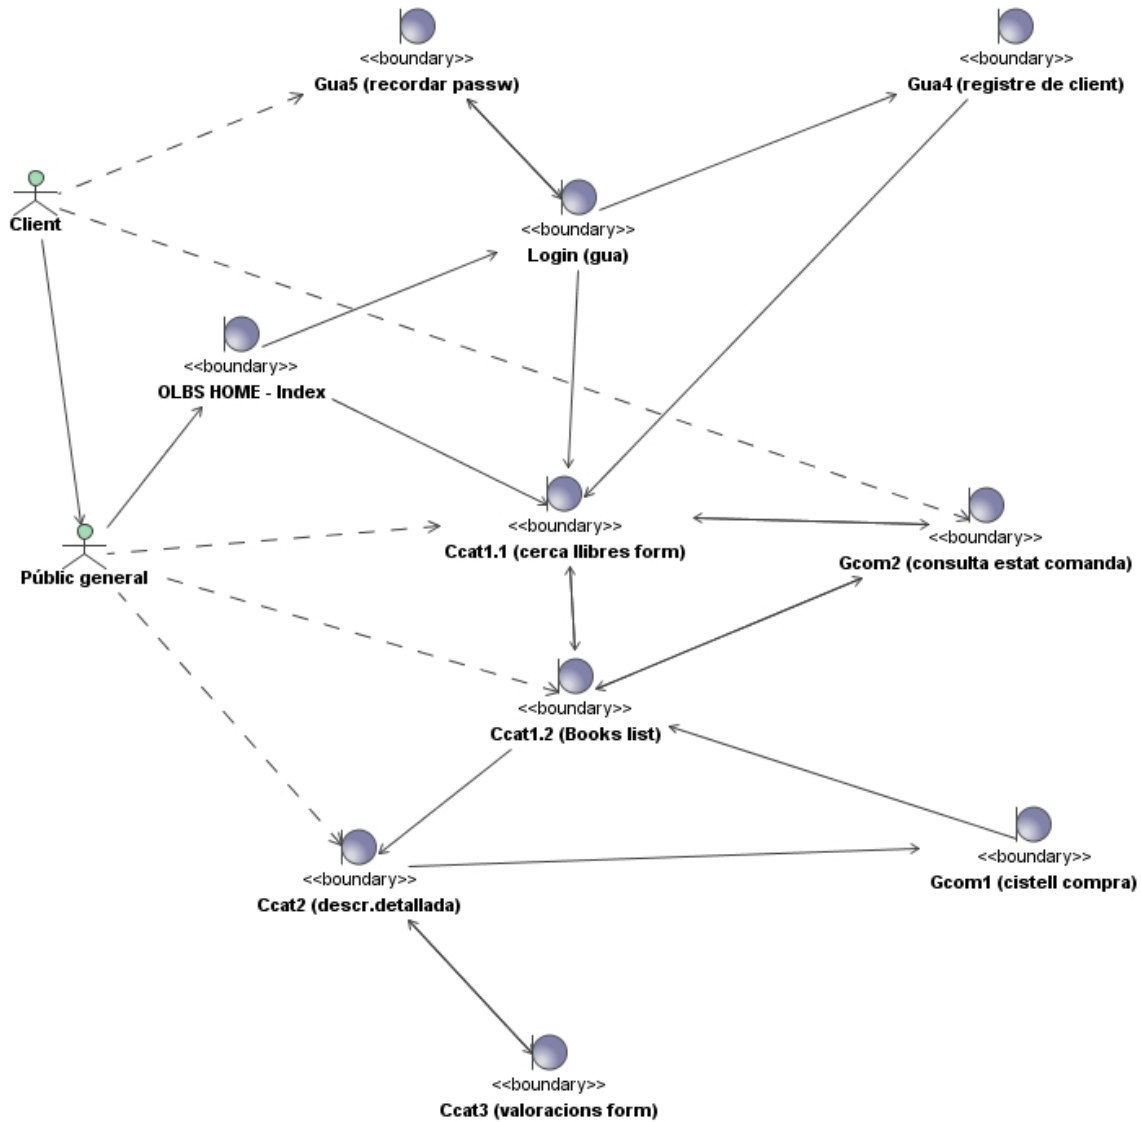 <<boundary>>
Gua5 (recordar passw)
<<boundary>>
Gua4 (registre de client)
Client
<<boundary>>
Login (gua)
<<boundary>>
OLBS HOME - Index
<<boundary>>
Ccat1.1 (cerca llibres form)
<<boundary>>
Gcom2 (consulta estat comanda)
Públic general
<<boundary>>
Ccat1.2 (Books list)
<<boundary>>
Gcom1 (cistell compra)
<<boundary>>
Ccat2 (descr.detallada)
<<boundary>>
Ccat3 (valoracions form)